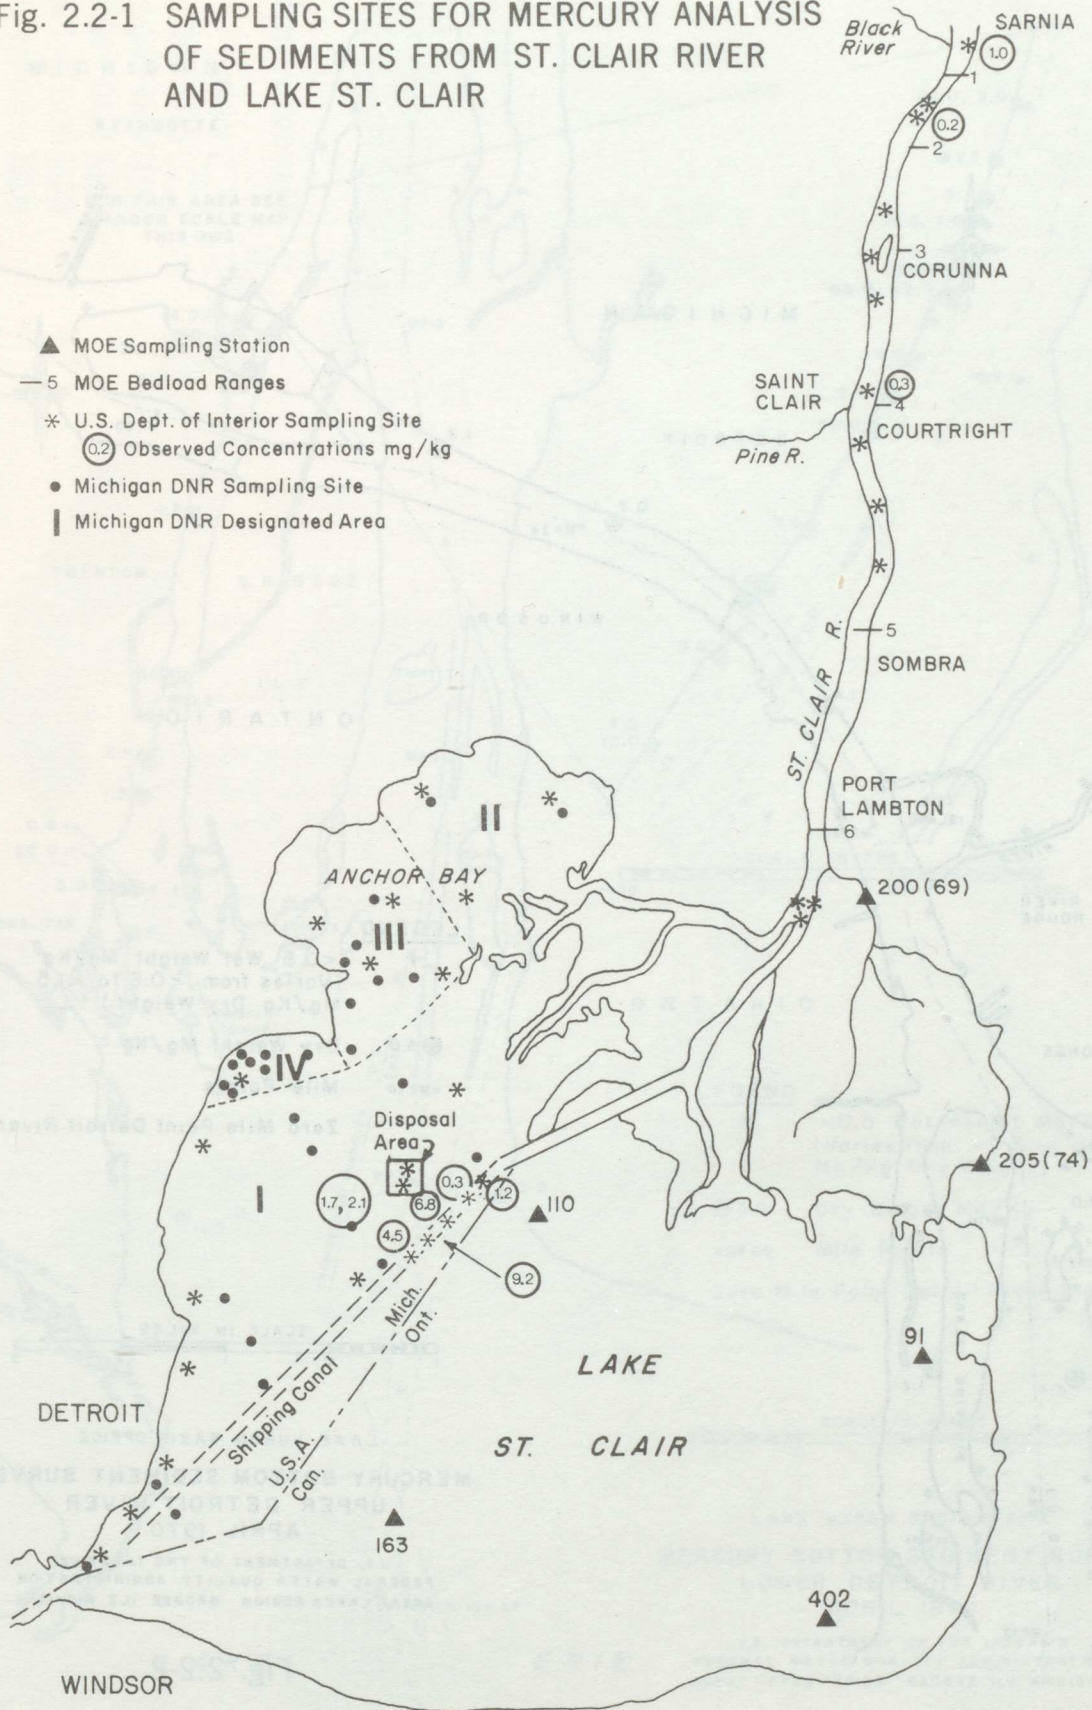 Fig. 2.2-1 SAMPLING SITES FOR MERCURY ANALYSIS
OF SEDIMENTS FROM ST. CLAIR RIVER
AND LAKE ST. CLAIR
Black
River
SARNIA
1.0
1
0.2
2
3
CORUNNA
▲ MOE Sampling Station
—5 MOE Bedload Ranges
* U.S. Dept. of Interior Sampling Site
0.2 Observed Concentrations mg/kg
• Michigan DNR Sampling Site
I Michigan DNR Designated Area
SAINT
CLAIR
0.3
4
COURTRIGHT
Pine R.
5
SOMBRA
ST. CLAIR R.
PORT
LAMBTON
6
II
ANCHOR BAY
200(69)
III
IV
Disposal
Area
205(74)
I
1.7, 2.1
6.8
0.3
1.2
110
4.5
9.2
Mich.
Ont.
91
LAKE
ST. CLAIR
Shipping Canal
DETROIT
U.S.A.
Can.
163
402
WINDSOR